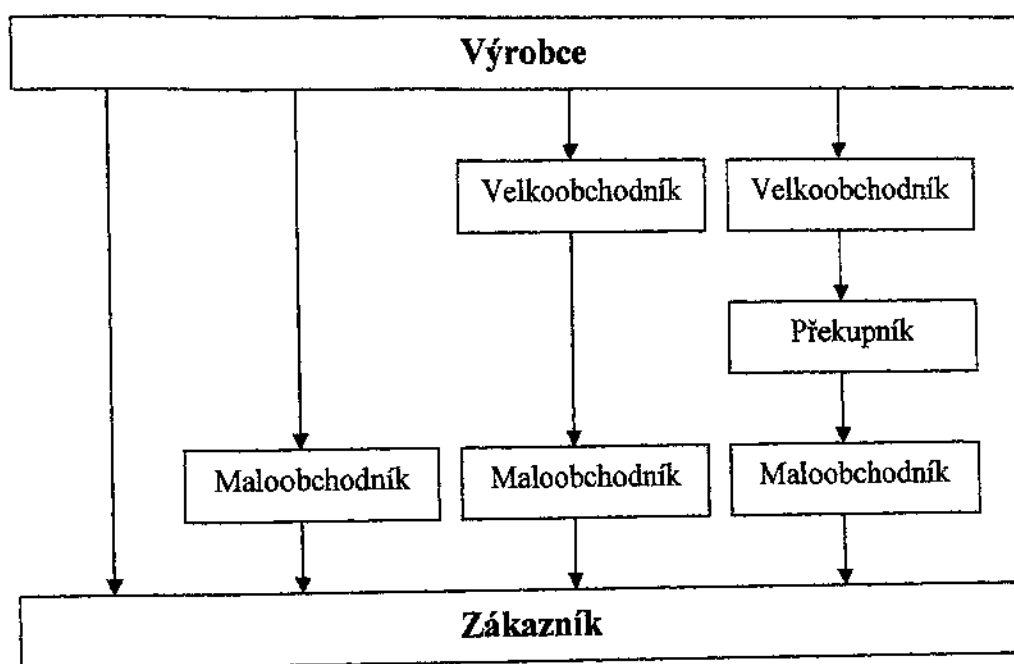 Výrobce
Velkoobchodník
Velkoobchodník
Překupník
Maloobchodník
Maloobchodník
Maloobchodník
Zákazník